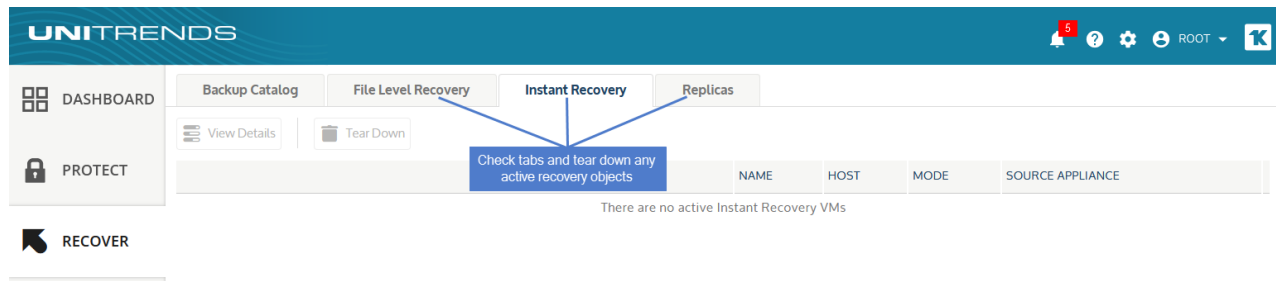 UNITRENDS
5
?
ROOT
DASHBOARD
Backup Catalog
File Level Recovery
Instant Recovery
Replicas
View Details
Tear Down
Check tabs and tear down any
active recovery objects
PROTECT
NAME
HOST
MODE
SOURCE APPLIANCE
There are no active Instant Recovery VMs
RECOVER